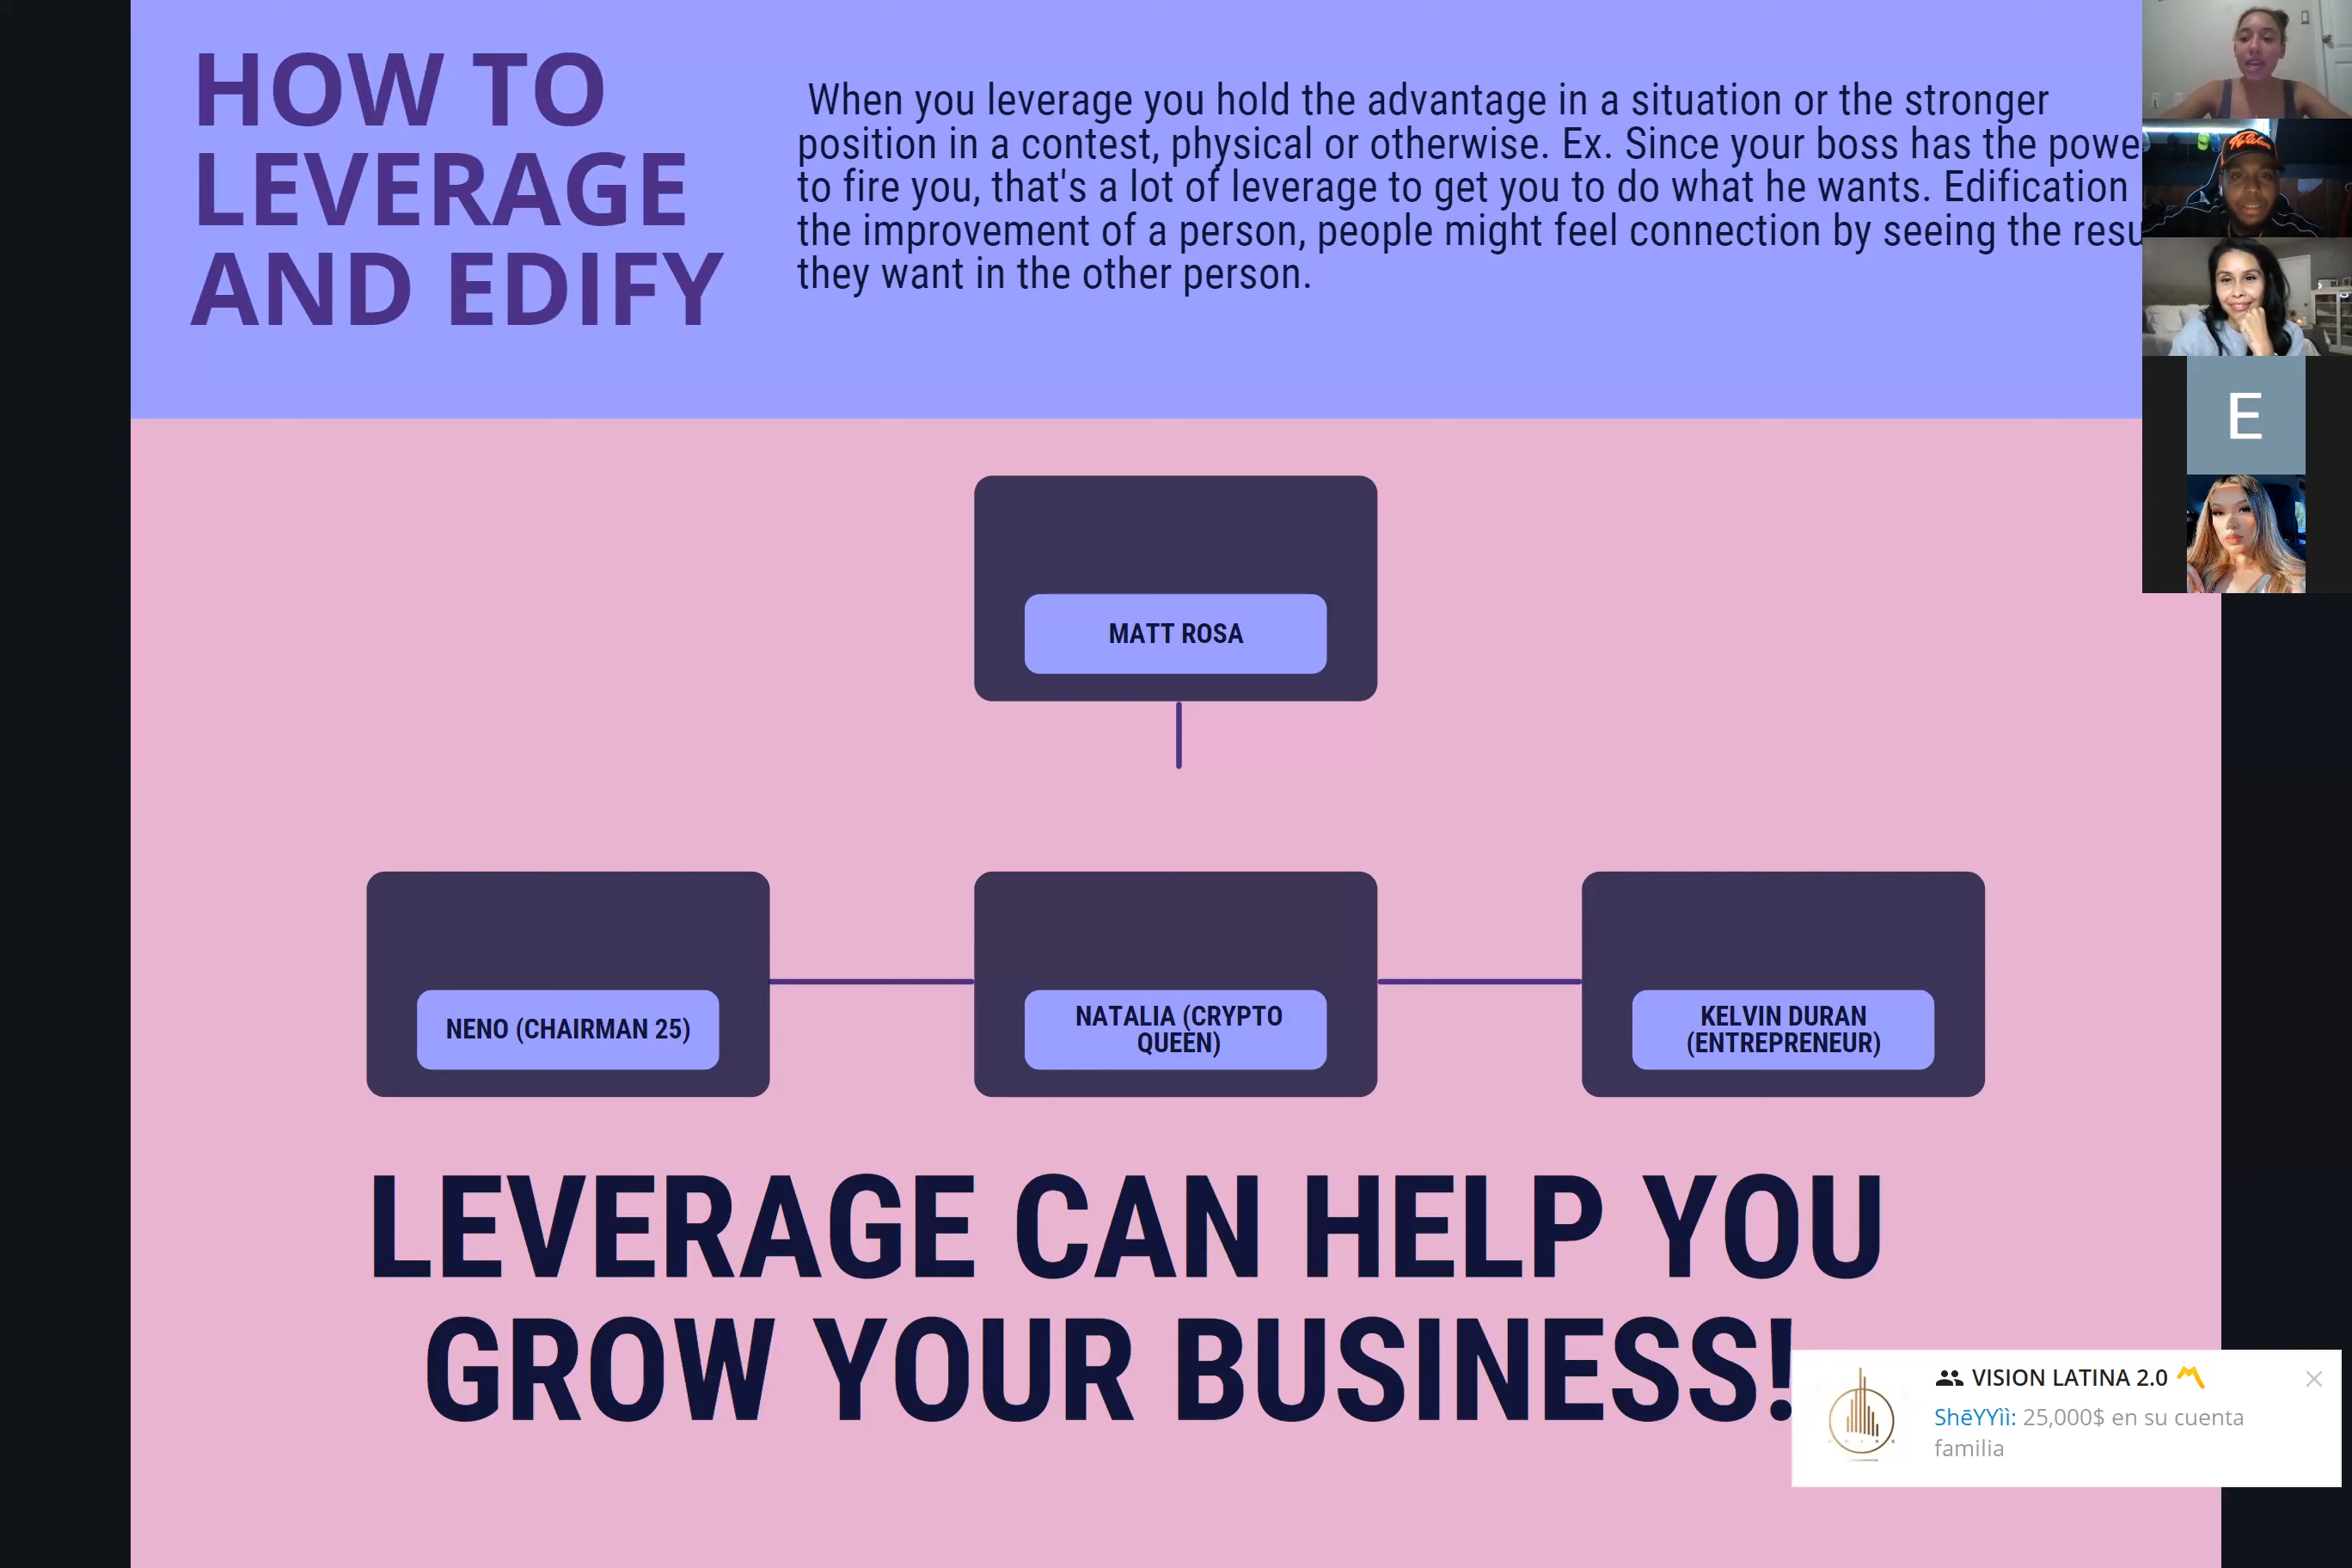 HOW TO
LEVERAGE
AND EDIFY
When you leverage you hold the advantage in a situation or the stronger
position in a contest, physical or otherwise. Ex. Since your boss has the powe
to fire you, that's a lot of leverage to get you to do what he wants. Edification
the improvement of a person, people might feel connection by seeing the resu
they want in the other person.
E
MATT ROSA
NENO (CHAIRMAN 25)
NATALIA (CRYPTO
QUEEN)
KELVIN DURAN
(ENTREPRENEUR)
LEVERAGE CAN HELP YOU
GROW YOUR BUSINESS!
VISION LATINA 2.0
ShēYYìì: 25,000$ en su cuenta
familia